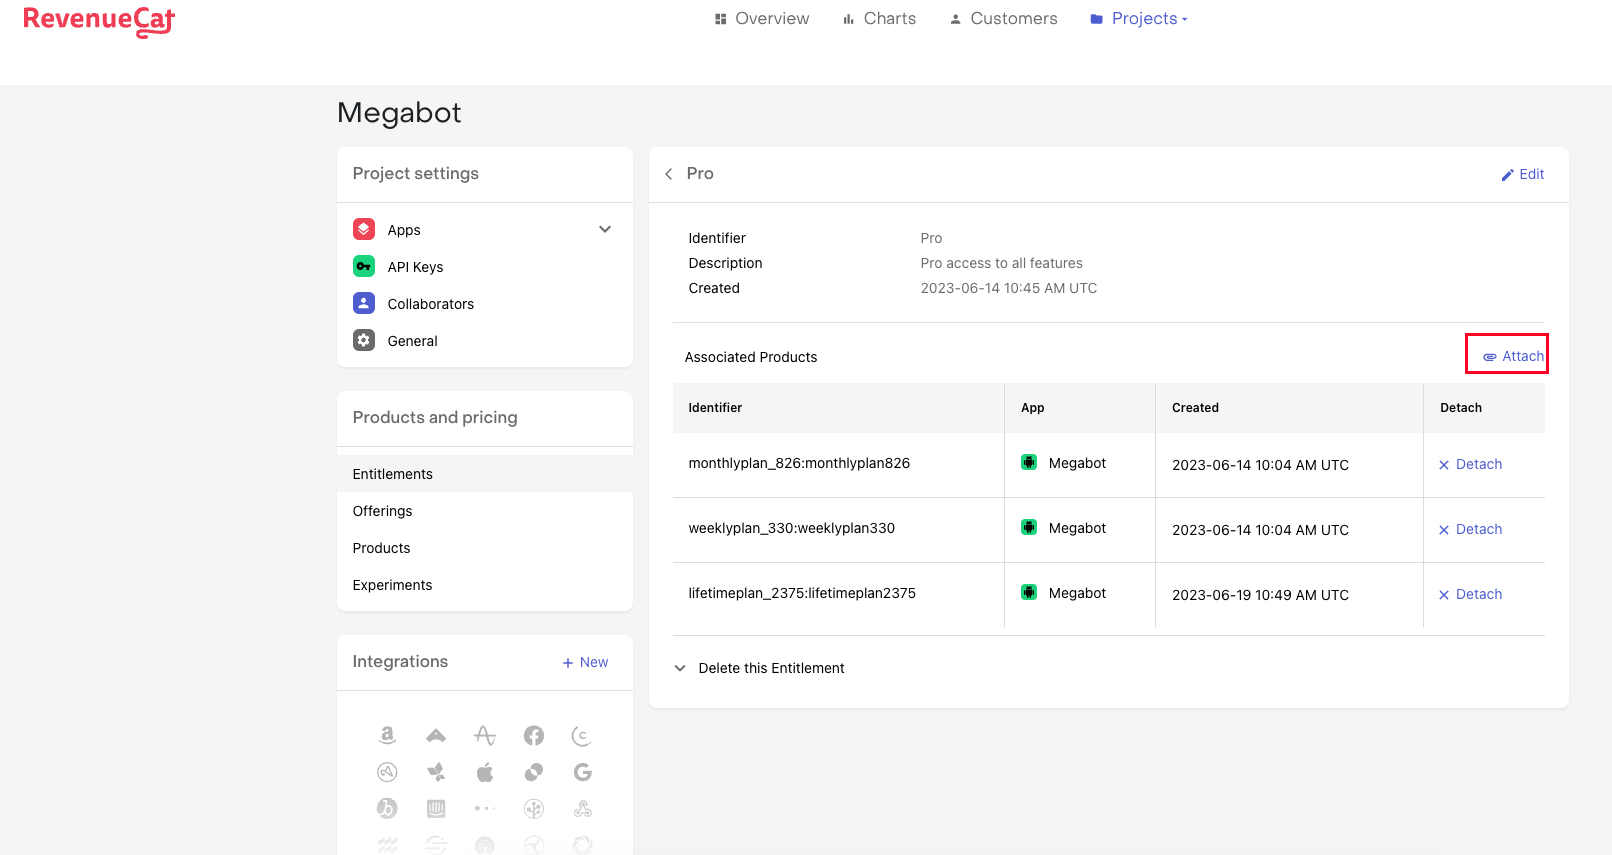 RevenueCat
Overview
Charts
Customers
Projects
Megabot
Project settings
Apps
API Keys
Collaborators
General
Products and pricing
Entitlements
Offerings
Products
Experiments
Integrations
New
Pro
Edit
Identifier Pro
Description Pro access to all features
Created 2023-06-14 10:45 AM UTC
Associated Products
Attach
Identifier App Created Detach
monthlyplan_826:monthlyplan826 Megabot 2023-06-14 10:04 AM UTC Detach
weeklyplan_330:weeklyplan330 Megabot 2023-06-14 10:04 AM UTC Detach
lifetimeplan_2375:lifetimeplan2375 Megabot 2023-06-19 10:49 AM UTC Detach
Delete this Entitlement